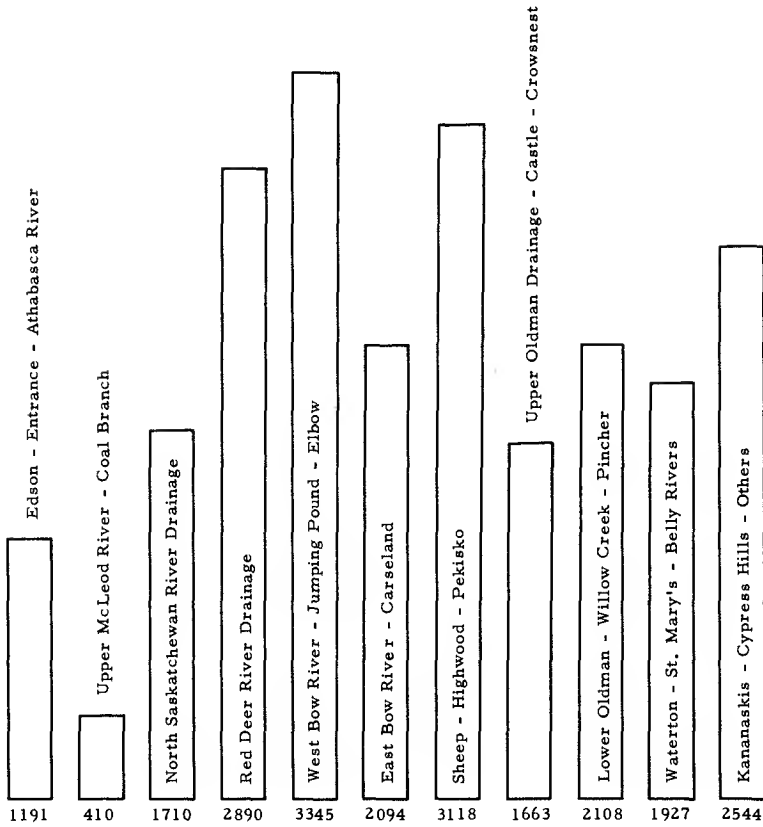 Edson - Entrance - Athabasca River
Upper McLeod River - Coal Branch
North Saskatchewan River Drainage
Red Deer River Drainage
West Bow River - Jumping Pound - Elbow
East Bow River - Carseland
Sheep - Highwood - Pekisko
Upper Oldman Drainage - Castle - Crowsnest
Lower Oldman - Willow Creek - Pincher
Waterton - St. Mary's - Belly Rivers
Kananaskis - Cypress Hills - Others
1191 410 1710 2890 3345 2094 3118 1663 2108 1927 2544